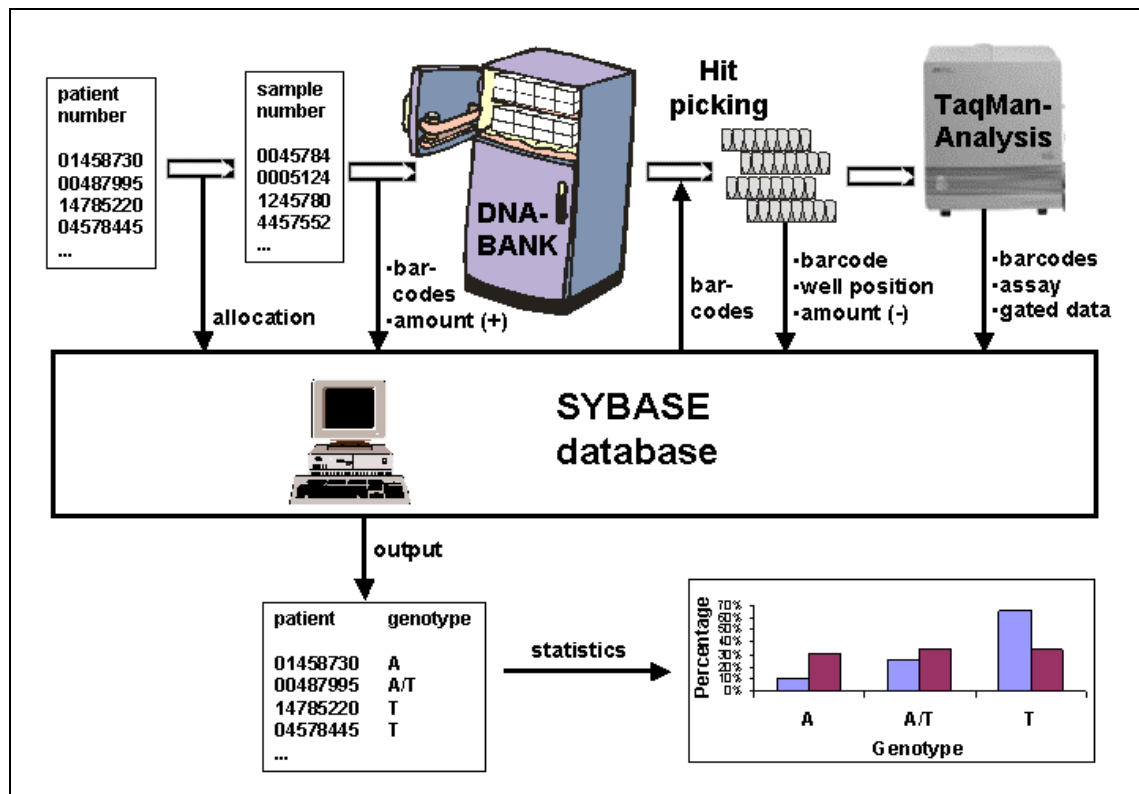 patient
number
01458730
00487995
14785220
04578445
...
sample
number
0045784
0005124
1245780
4457552
...
DNA-
BANK
Hit
picking
TaqMan-
Analysis
allocation
•bar-
codes
•amount (+)
bar-
codes
•barcode
•well position
•amount (-)
•barcodes
•assay
•gated data
SYBASE
database
output
patient genotype
01458730 A
00487995 A/T
14785220 T
04578445 T
...
statistics
Percentage
70%
60%
50%
40%
30%
20%
10%
0%
A A/T T
Genotype